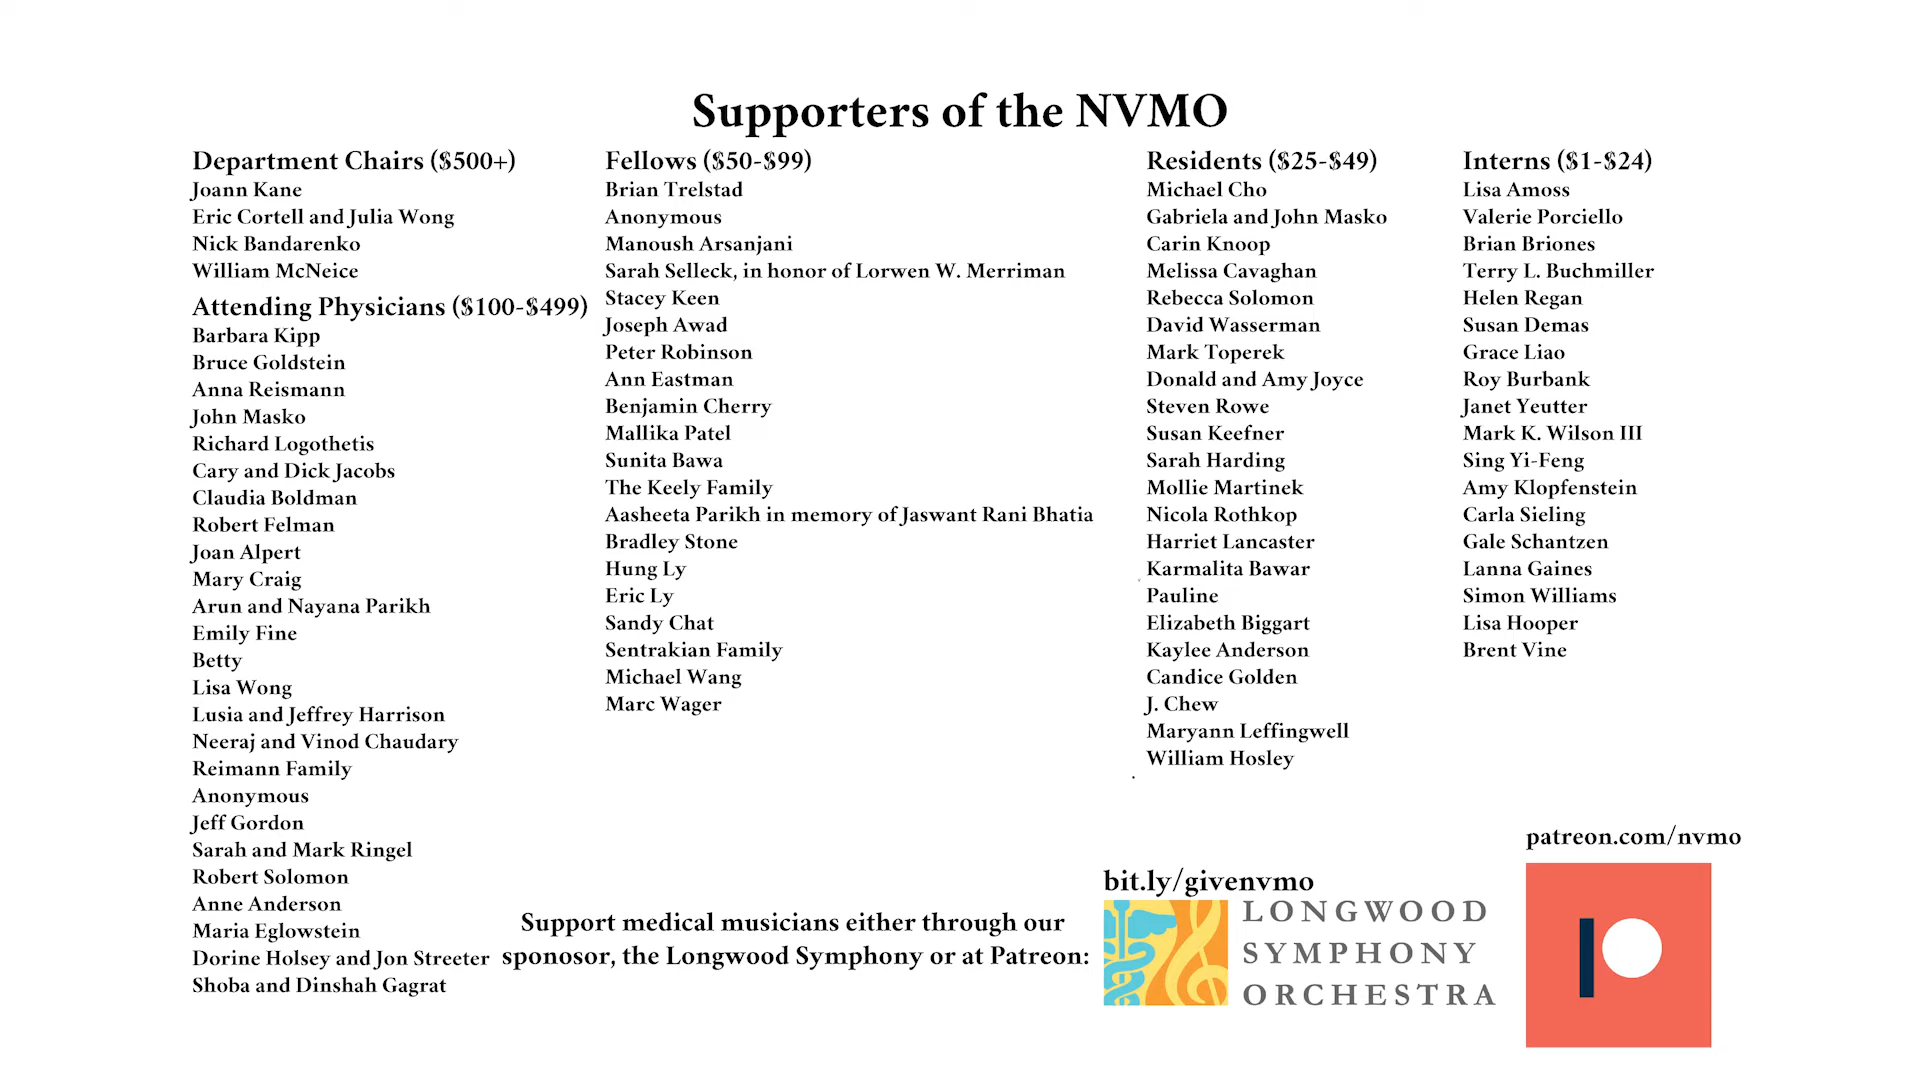 Supporters of the NVMO
Department Chairs ($500+)
Joann Kane
Eric Cortell and Julia Wong
Nick Bandarenko
William McNeice
Attending Physicians ($100-$499)
Barbara Kipp
Bruce Goldstein
Anna Reismann
John Masko
Richard Logothetis
Cary and Dick Jacobs
Claudia Boldman
Robert Felman
Joan Alpert
Mary Craig
Arun and Nayana Parikh
Emily Fine
Betty
Lisa Wong
Lusia and Jeffrey Harrison
Neeraj and Vinod Chaudary
Reimann Family
Anonymous
Jeff Gordon
Sarah and Mark Ringel
Robert Solomon
Anne Anderson
Maria Eglowstein
Dorine Holsey and Jon Streeter
Shoba and Dinshah Gagrat
Fellows ($50-$99)
Brian Trelstad
Anonymous
Manoush Arsanjani
Sarah Selleck, in honor of Lorwen W. Merriman
Stacey Keen
Joseph Awad
Peter Robinson
Ann Eastman
Benjamin Cherry
Mallika Patel
Sunita Bawa
The Keely Family
Aasheeta Parikh in memory of Jaswant Rani Bhatia
Bradley Stone
Hung Ly
Eric Ly
Sandy Chat
Sentrakian Family
Michael Wang
Marc Wager
Residents ($25-$49)
Michael Cho
Gabriela and John Masko
Carin Knoop
Melissa Cavaghan
Rebecca Solomon
David Wasserman
Mark Toperek
Donald and Amy Joyce
Steven Rowe
Susan Keefner
Sarah Harding
Mollie Martinek
Nicola Rothkop
Harriet Lancaster
Karmalita Bawar
Pauline
Elizabeth Biggart
Kaylee Anderson
Candice Golden
J. Chew
Maryann Leffingwell
William Hosley
Interns ($1-$24)
Lisa Amoss
Valerie Porciello
Brian Briones
Terry L. Buchmiller
Helen Regan
Susan Demas
Grace Liao
Roy Burbank
Janet Yeutter
Mark K. Wilson III
Sing Yi-Feng
Amy Klopfenstein
Carla Sieling
Gale Schantzen
Lanna Gaines
Simon Williams
Lisa Hooper
Brent Vine
Support medical musicians either through our
sponosor, the Longwood Symphony or at Patreon:
bit.ly/givenvmo
LONGWOOD
SYMPHONY
ORCHESTRA
patreon.com/nvmo